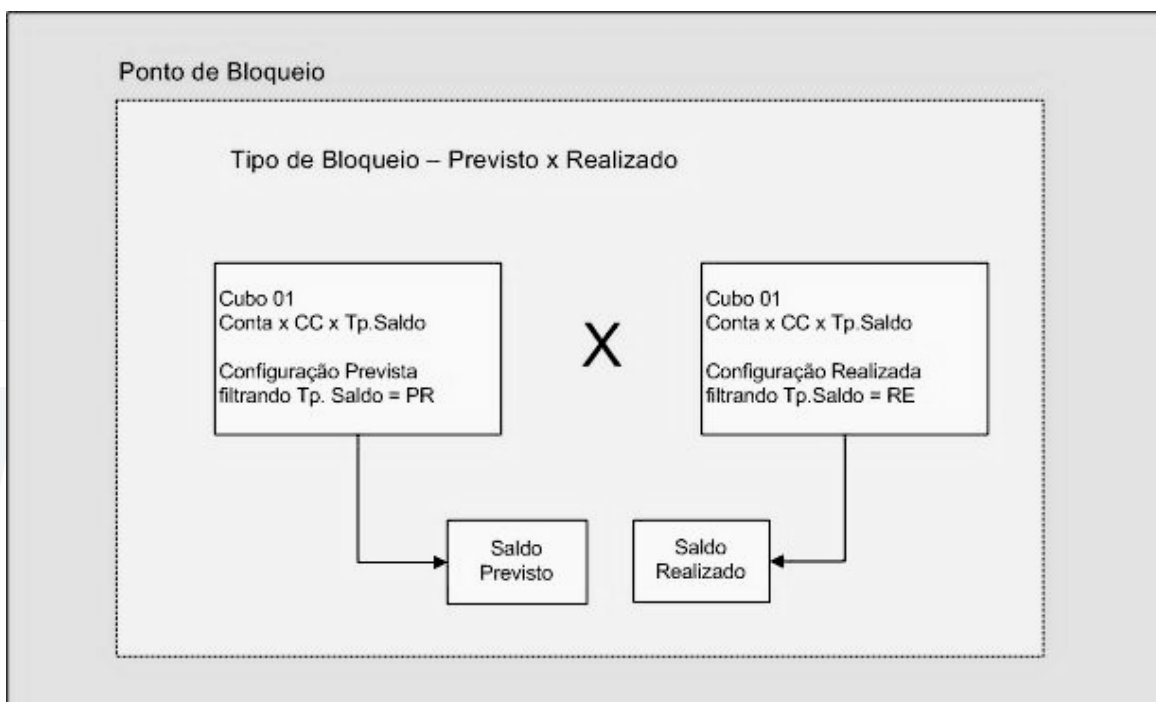 Ponto de Bloqueio
Tipo de Bloqueio – Previsto x Realizado
Cubo 01
Conta x CC x Tp.Saldo
Configuração Prevista
filtrando Tp. Saldo = PR
X
Cubo 01
Conta x CC x Tp.Saldo
Configuração Realizada
filtrando Tp.Saldo = RE
Saldo
Previsto
Saldo
Realizado